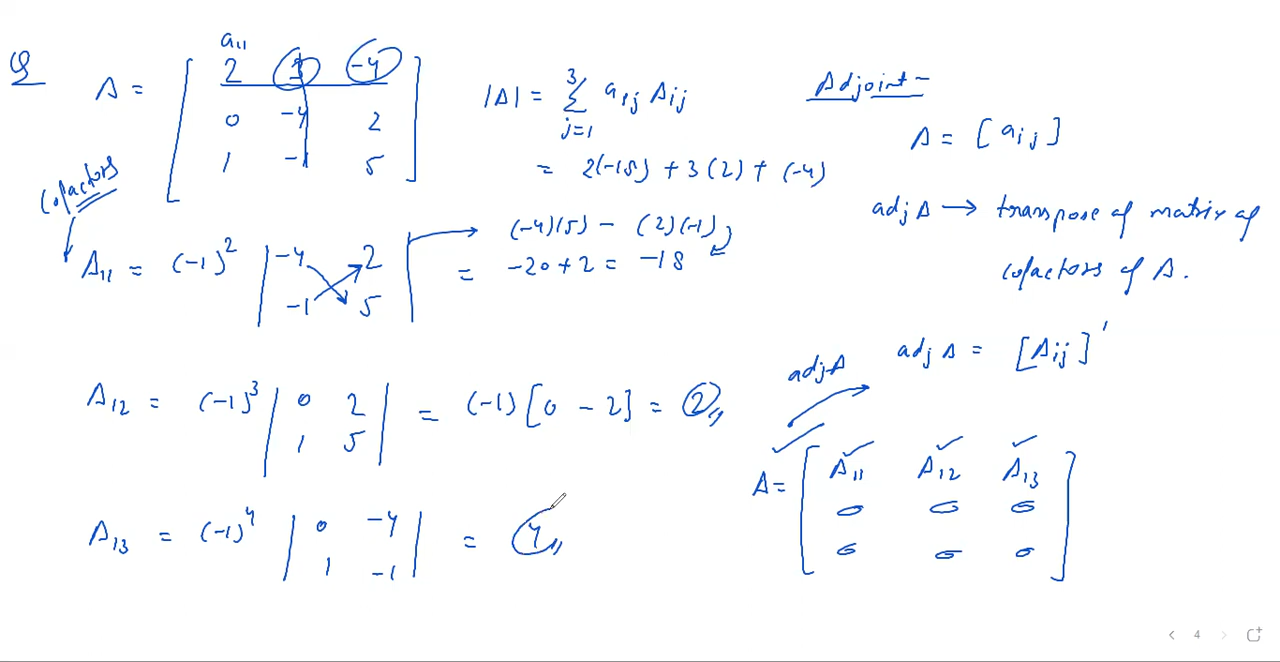 Q
a₁₁
A = [ 2 3 -4
0 -4 2
1 -1 5 ]
cofactors
A₁₁ = (-1)² | -4 2
-1 5 |
(-4)(5) - (2)(-1)
= -20+2 = -18
A₁₂ = (-1)³ | 0 2
1 5 | = (-1) [0 - 2] = 2
A₁₃ = (-1)⁴ | 0 -4
1 -1 | = 4
|A| = 3 Σ j=1 a₁j Aij
= 2(-18) + 3(2) + (-4)
Adjoint -
A = [aij]
adj A → transpose of matrix of
cofactors of A.
adj A = [Aij]'
adj A
A = [ A₁₁ A₁₂ A₁₃ ]
4